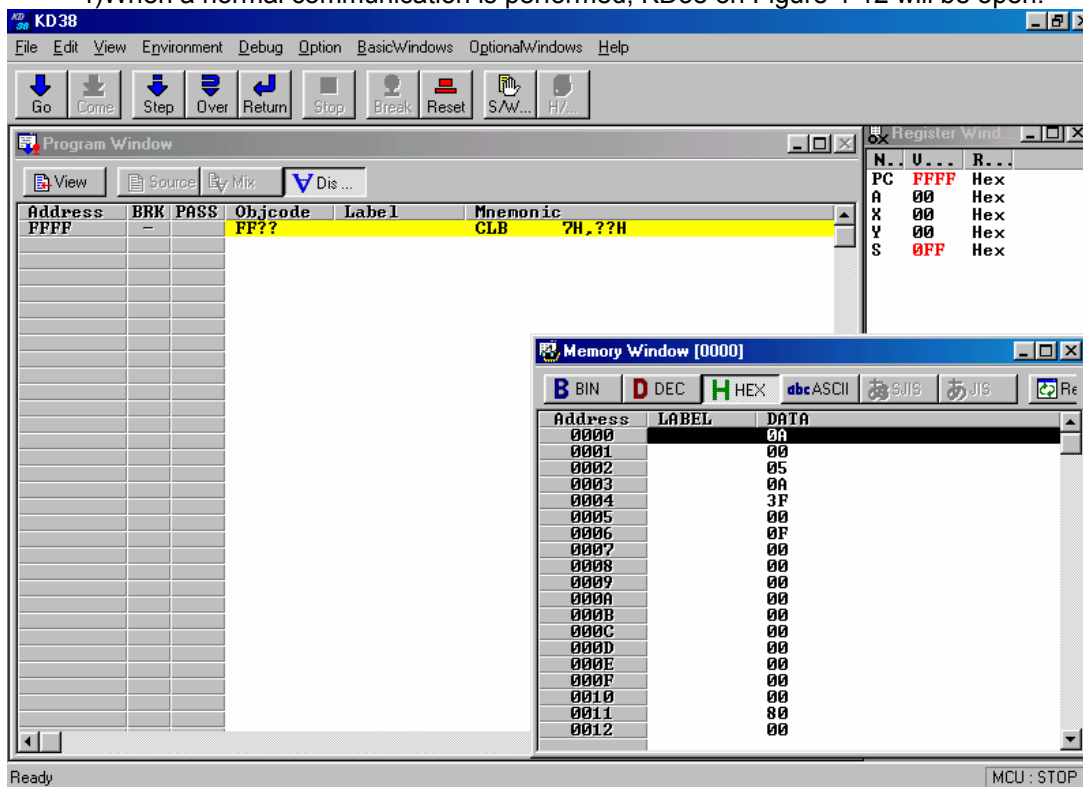 4)When a normal communication is performed, KD38 on Figure 4-12 will be open.
KD38
File Edit View Environment Debug Option BasicWindows OptionalWindows Help
Go Come Step Over Return Stop Break Reset S/W... H/...
Program Window
View Source Mix Dis ...
Address BRK PASS Objcode Label Mnemonic
FFFF - FF?? CLB 7H,??H
Register Wind...
N.. V... R...
PC FFFF Hex
A 00 Hex
X 00 Hex
Y 00 Hex
S 0FF Hex
Memory Window [0000]
B BIN D DEC H HEX abc ASCII あ SJIS あ JIS Re
Address LABEL DATA
0000 0A
0001 00
0002 05
0003 0A
0004 3F
0005 00
0006 0F
0007 00
0008 00
0009 00
000A 00
000B 00
000C 00
000D 00
000E 00
000F 00
0010 00
0011 80
0012 00
Ready MCU : STOP